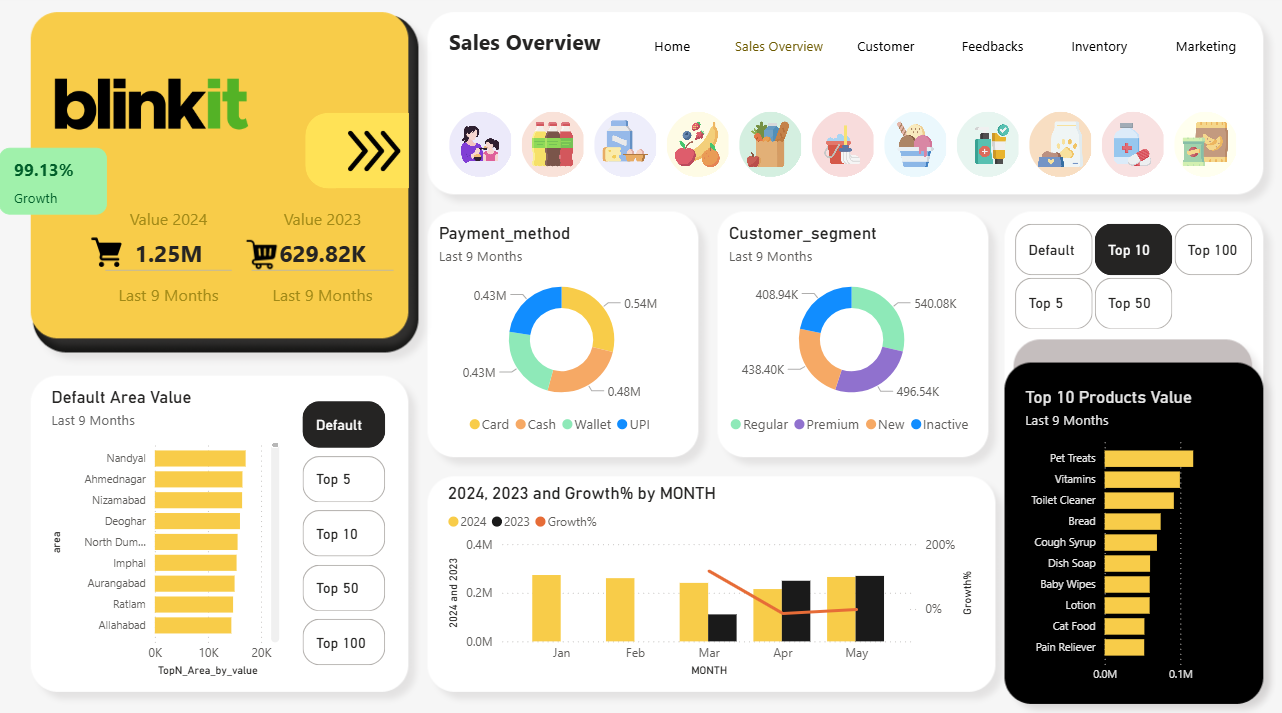 blinkit
99.13%
Growth
Value 2024
1.25M
Last 9 Months
Value 2023
629.82K
Last 9 Months
Sales Overview
Home
Sales Overview
Customer
Feedbacks
Inventory
Marketing
Payment_method
Last 9 Months
0.43M
0.54M
0.43M
0.48M
Card
Cash
Wallet
UPI
Customer_segment
Last 9 Months
408.94K
540.08K
438.40K
496.54K
Regular
Premium
New
Inactive
Default
Top 10
Top 100
Top 5
Top 50
Default Area Value
Last 9 Months
area
Nandyal
Ahmednagar
Nizamabad
Deoghar
North Dum...
Imphal
Aurangabad
Ratlam
Allahabad
0K
10K
20K
TopN_Area_by_value
Default
Top 5
Top 10
Top 50
Top 100
2024, 2023 and Growth% by MONTH
2024
2023
Growth%
2024 and 2023
0.4M
0.2M
0.0M
200%
0%
Growth%
Jan
Feb
Mar
Apr
May
MONTH
Top 10 Products Value
Last 9 Months
Pet Treats
Vitamins
Toilet Cleaner
Bread
Cough Syrup
Dish Soap
Baby Wipes
Lotion
Cat Food
Pain Reliever
0.0M
0.1M